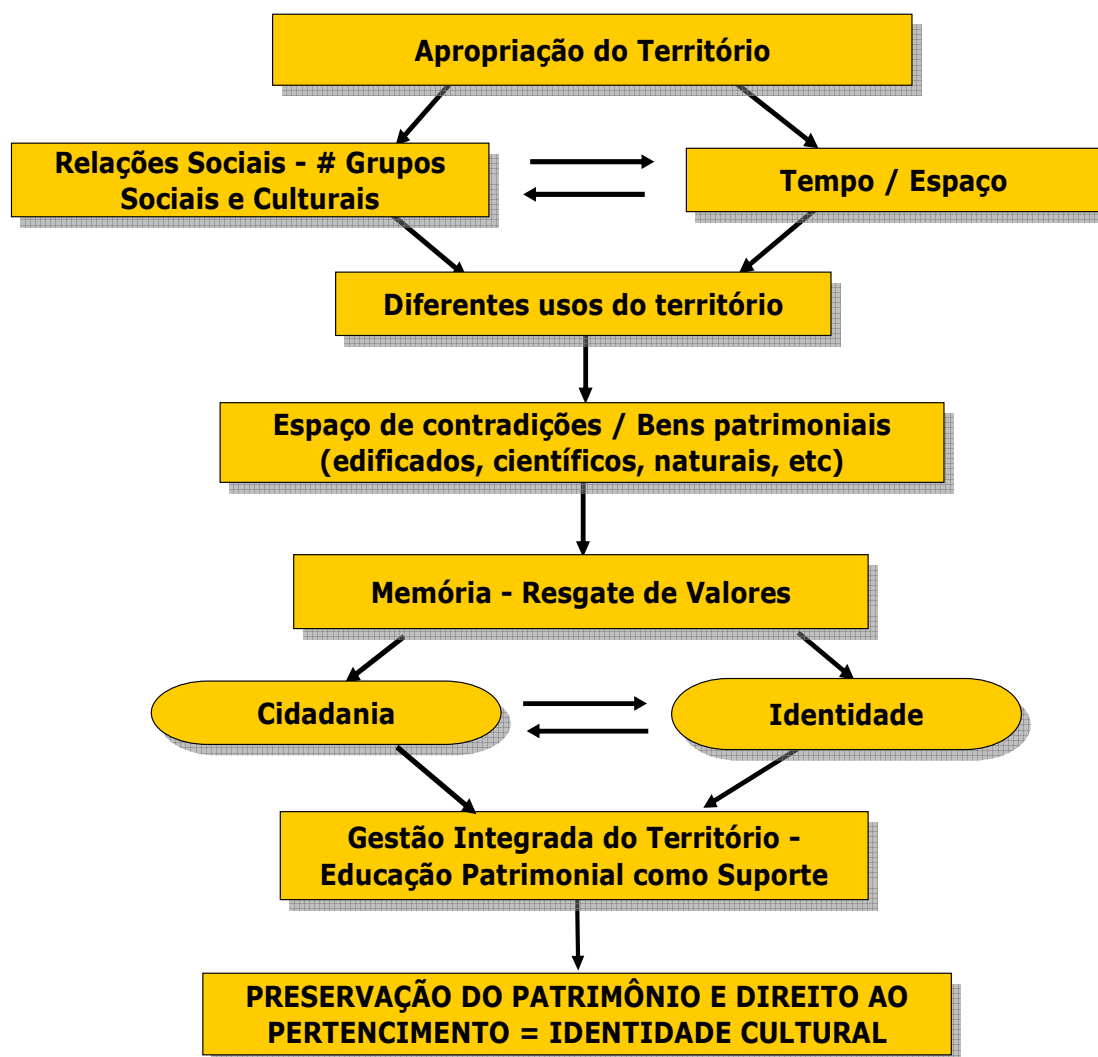 Apropriação do Território
Relações Sociais - # Grupos
Sociais e Culturais
Tempo / Espaço
Diferentes usos do território
Espaço de contradições / Bens patrimoniais
(edificados, científicos, naturais, etc)
Memória - Resgate de Valores
Cidadania
Identidade
Gestão Integrada do Território -
Educação Patrimonial como Suporte
PRESERVAÇÃO DO PATRIMÔNIO E DIREITO AO
PERTENCIMENTO = IDENTIDADE CULTURAL